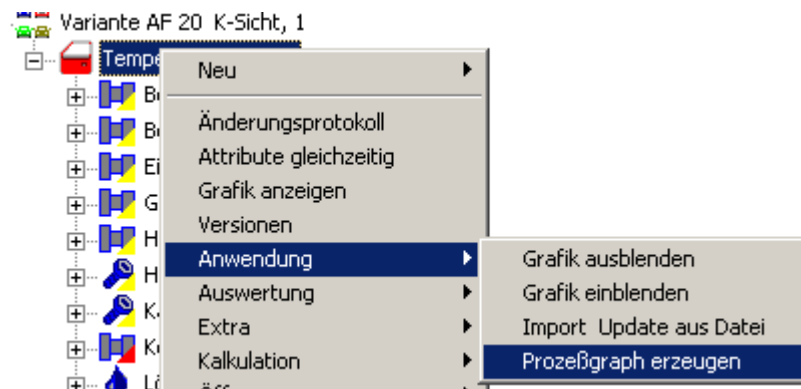 Variante AF 20 K-Sicht, 1
Neu
Änderungsprotokoll
Attribute gleichzeitig
Grafik anzeigen
Versionen
Anwendung
Auswertung
Extra
Kalkulation
Grafik ausblenden
Grafik einblenden
Import Update aus Datei
Prozeßgraph erzeugen